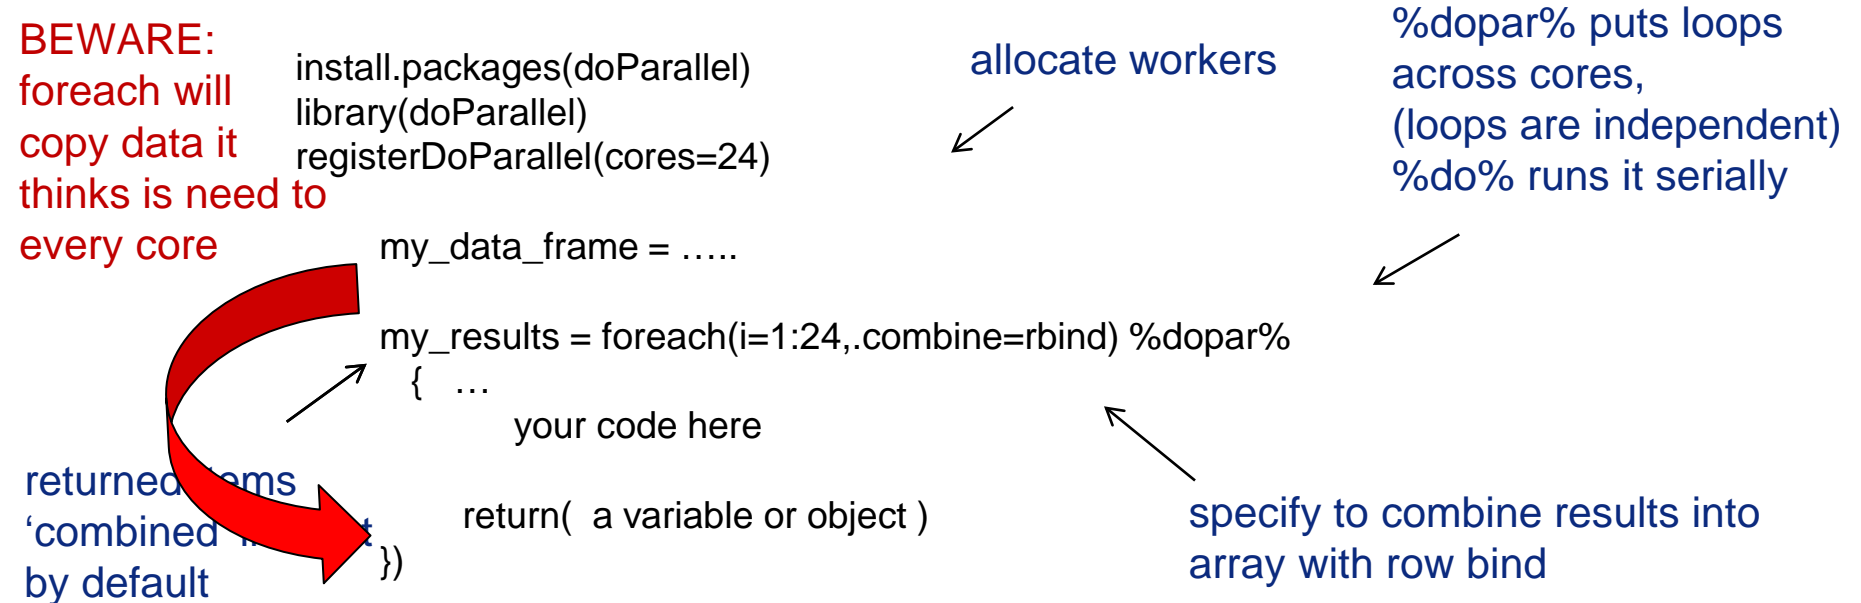 BEWARE:
foreach will
copy data it
thinks is need to
every core
install.packages(doParallel)
library(doParallel)
registerDoParallel(cores=24)
allocate workers
%dopar% puts loops
across cores,
(loops are independent)
%do% runs it serially
my_data_frame = …..
my_results = foreach(i=1:24,.combine=rbind) %dopar%
{ …
your code here
return( a variable or object )
})
returned
‘combined
by default
specify to combine results into
array with row bind